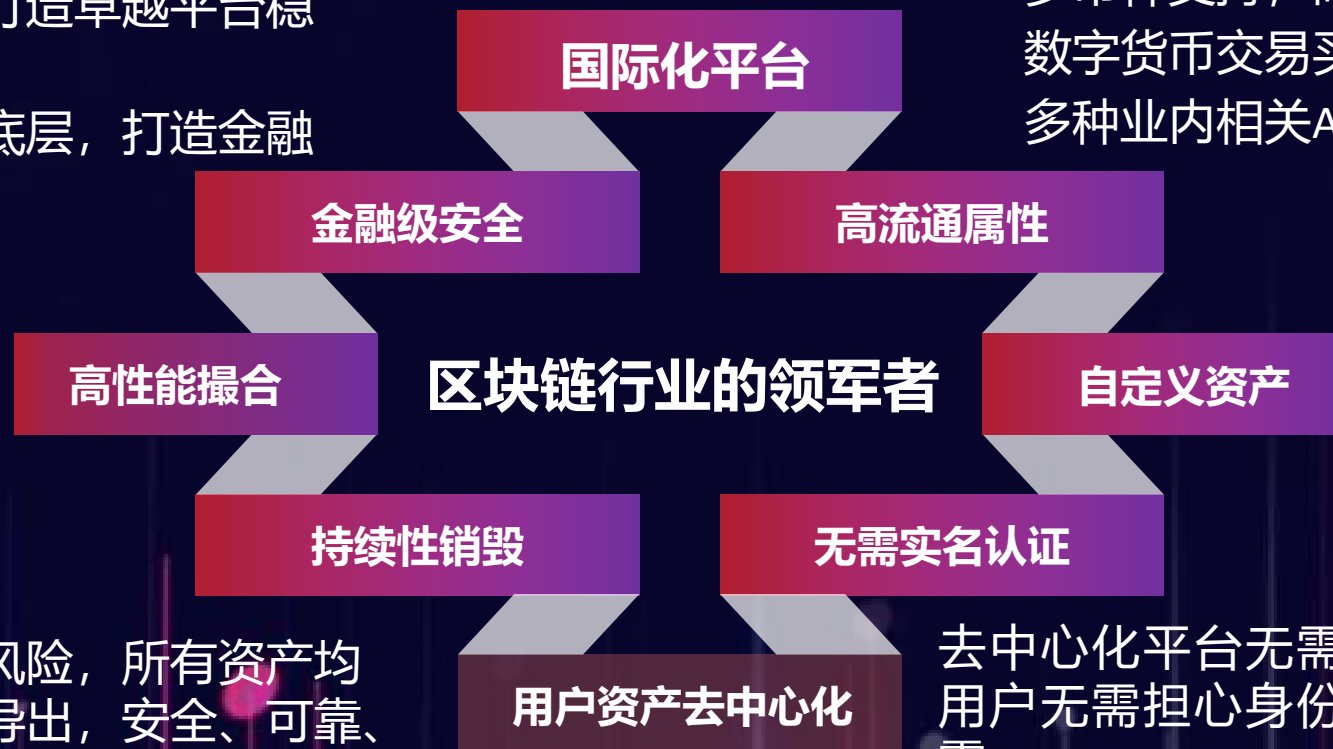 打造卓越平台稳
底层，打造金融
数字货币交易买
多种业内相关A
国际化平台
金融级安全
高流通属性
高性能撮合
区块链行业的领军者
自定义资产
持续性销毁
无需实名认证
用户资产去中心化
风险，所有资产均
导出，安全、可靠、
去中心化平台无需
用户无需担心身份